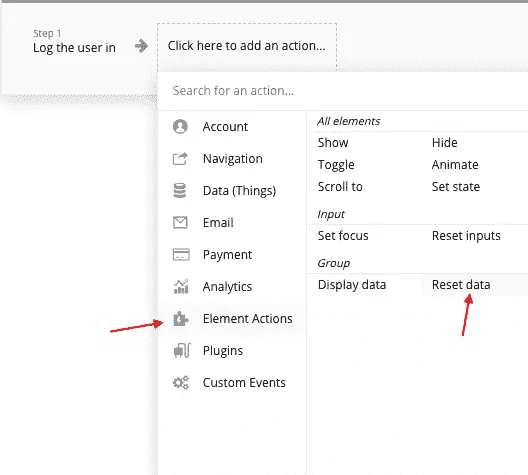 Step 1
Log the user in
Click here to add an action...
Search for an action...
Account
Navigation
Data (Things)
Email
Payment
Analytics
Element Actions
Plugins
Custom Events
All elements
Show Hide
Toggle Animate
Scroll to Set state
Input
Set focus Reset inputs
Group
Display data Reset data